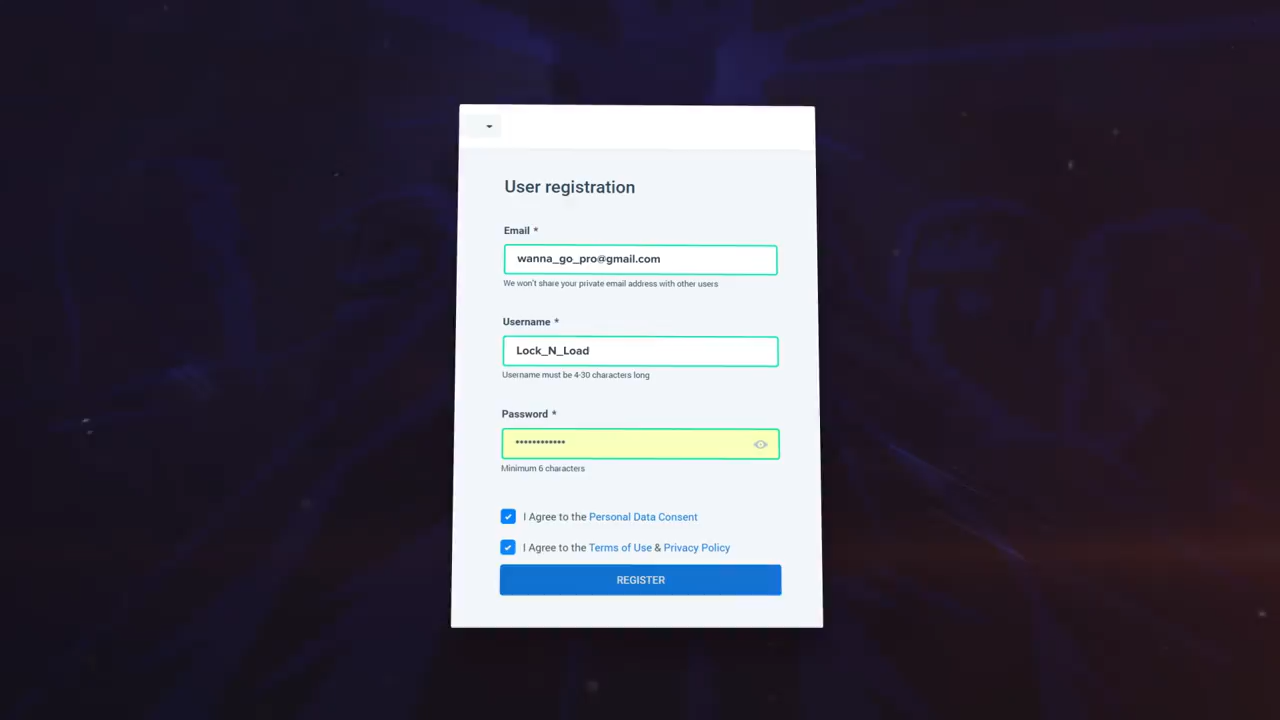 User registration
Email *
wanna_go_pro@gmail.com
We won't share your private email address with other users
Username *
Lock_N_Load
Username must be 4-30 characters long
Password *
••••••••••••
Minimum 6 characters
I Agree to the Personal Data Consent
I Agree to the Terms of Use & Privacy Policy
REGISTER